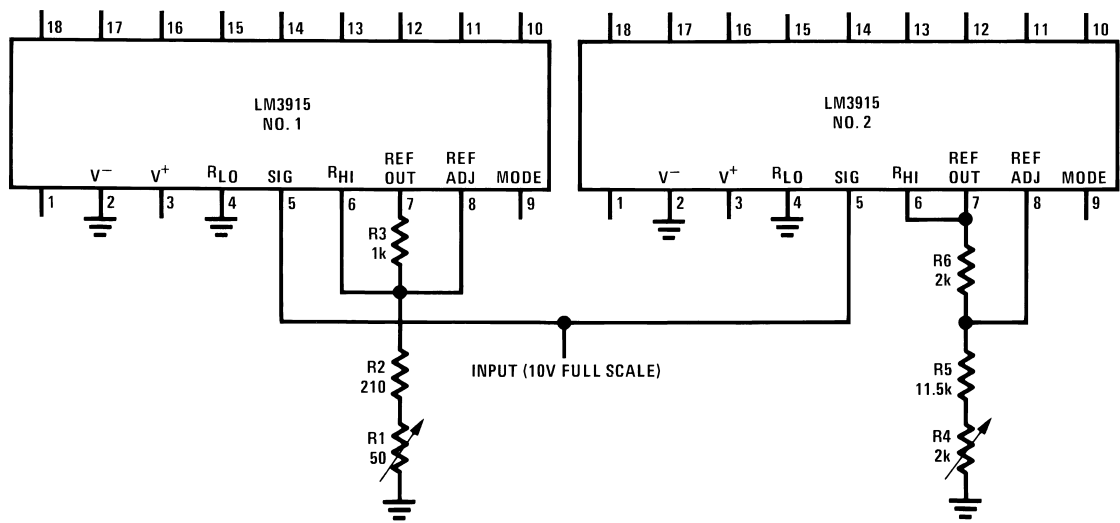 18 17 16 15 14 13 12 11 10
LM3915
NO. 1
V− V+ RLO SIG RHI REF OUT REF ADJ MODE
1 2 3 4 5 6 7 8 9
18 17 16 15 14 13 12 11 10
LM3915
NO. 2
V− V+ RLO SIG RHI REF OUT REF ADJ MODE
1 2 3 4 5 6 7 8 9
R3
1k
R2
210
R1
50
INPUT (10V FULL SCALE)
R6
2k
R5
11.5k
R4
2k